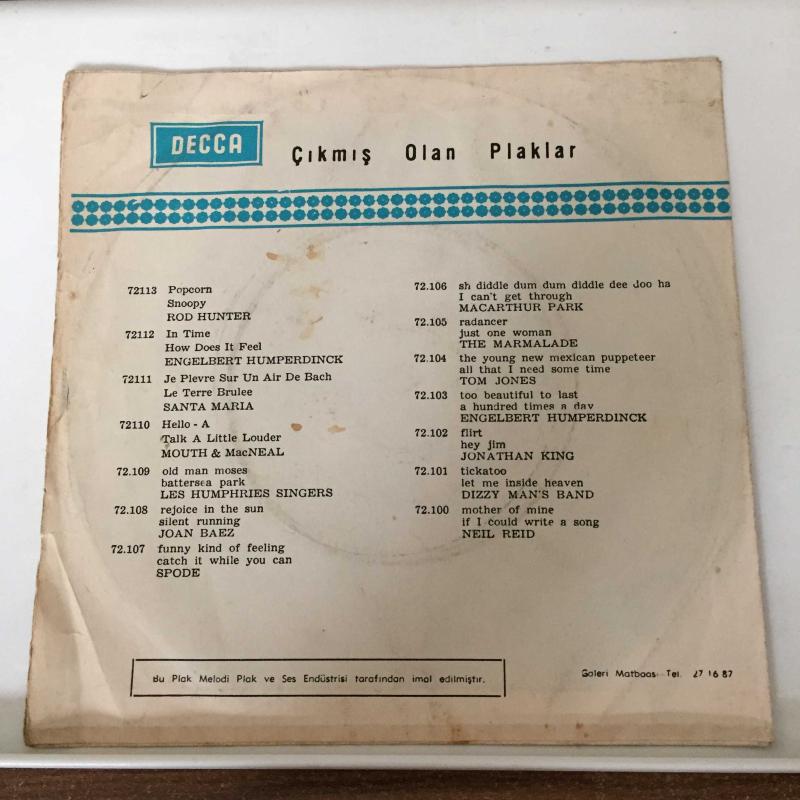 DECCA
Çıkmış Olan Plaklar
72113 Popcorn
Snoopy
ROD HUNTER
72112 In Time
How Does It Feel
ENGELBERT HUMPERDINCK
72111 Je Plevre Sur Un Air De Bach
Le Terre Brulee
SANTA MARIA
72110 Hello - A
Talk A Little Louder
MOUTH & MacNEAL
72.109 old man moses
battersea park
LES HUMPHRIES SINGERS
72.108 rejoice in the sun
silent running
JOAN BAEZ
72.107 funny kind of feeling
catch it while you can
SPODE
72.106 sh diddle dum dum diddle dee doo ha
I can't get through
MACARTHUR PARK
72.105 radancer
just one woman
THE MARMALADE
72.104 the young new mexican puppeteer
all that I need some time
TOM JONES
72.103 too beautiful to last
a hundred times a day
ENGELBERT HUMPERDINCK
72.102 flirt
hey jim
JONATHAN KING
72.101 tickatoo
let me inside heaven
DIZZY MAN'S BAND
72.100 mother of mine
if I could write a song
NEIL REID
Bu Plak Melodi Plak ve Ses Endüstrisi tarafından imal edilmiştir.
Galeri Matbaası Tel. 27 16 87